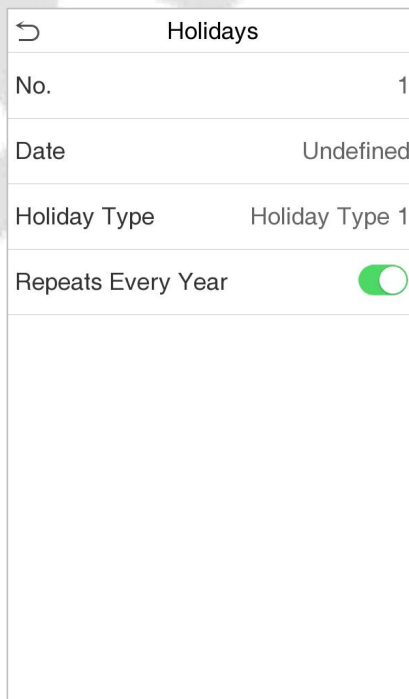 Holidays
No. 1
Date Undefined
Holiday Type Holiday Type 1
Repeats Every Year